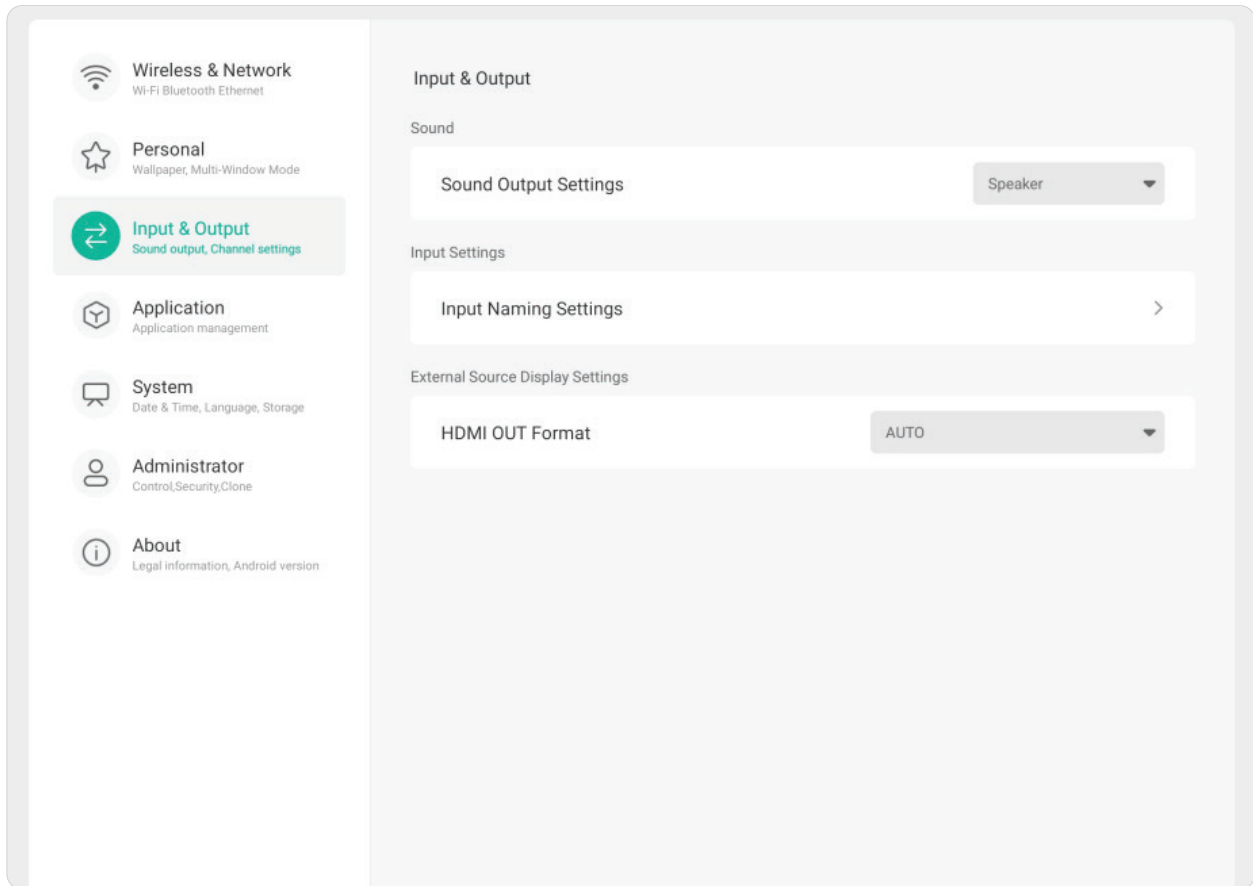 Wireless & Network
Wi-Fi Bluetooth Ethernet
Personal
Wallpaper, Multi-Window Mode
Input & Output
Sound output, Channel settings
Application
Application management
System
Date & Time, Language, Storage
Administrator
Control,Security,Clone
About
Legal information, Android version
Input & Output
Sound
Sound Output Settings
Speaker
Input Settings
Input Naming Settings
External Source Display Settings
HDMI OUT Format
AUTO